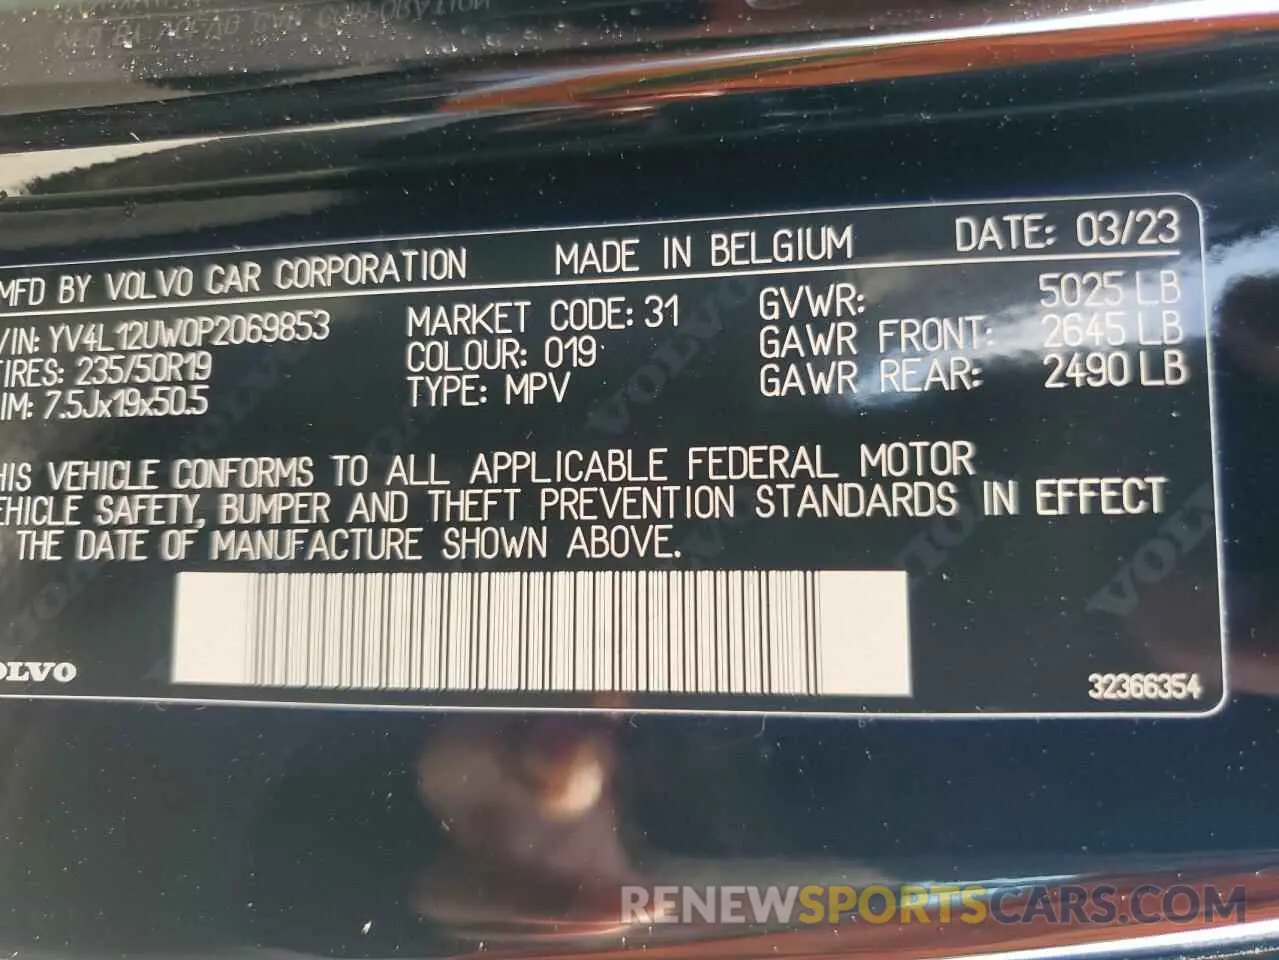 MFD BY VOLVO CAR CORPORATION MADE IN BELGIUM DATE: 03/23
VIN: YV4L12UW0P2069853 MARKET CODE: 31 GVWR: 5025 LB
TIRES: 235/50R19 COLOUR: 019 GAWR FRONT: 2645 LB
IM: 7.5Jx19x50.5 TYPE: MPV GAWR REAR: 2490 LB
HIS VEHICLE CONFORMS TO ALL APPLICABLE FEDERAL MOTOR
EHICLE SAFETY, BUMPER AND THEFT PREVENTION STANDARDS IN EFFECT
THE DATE OF MANUFACTURE SHOWN ABOVE.
VOLVO
32366354
RENEWSPORTSCARS.COM